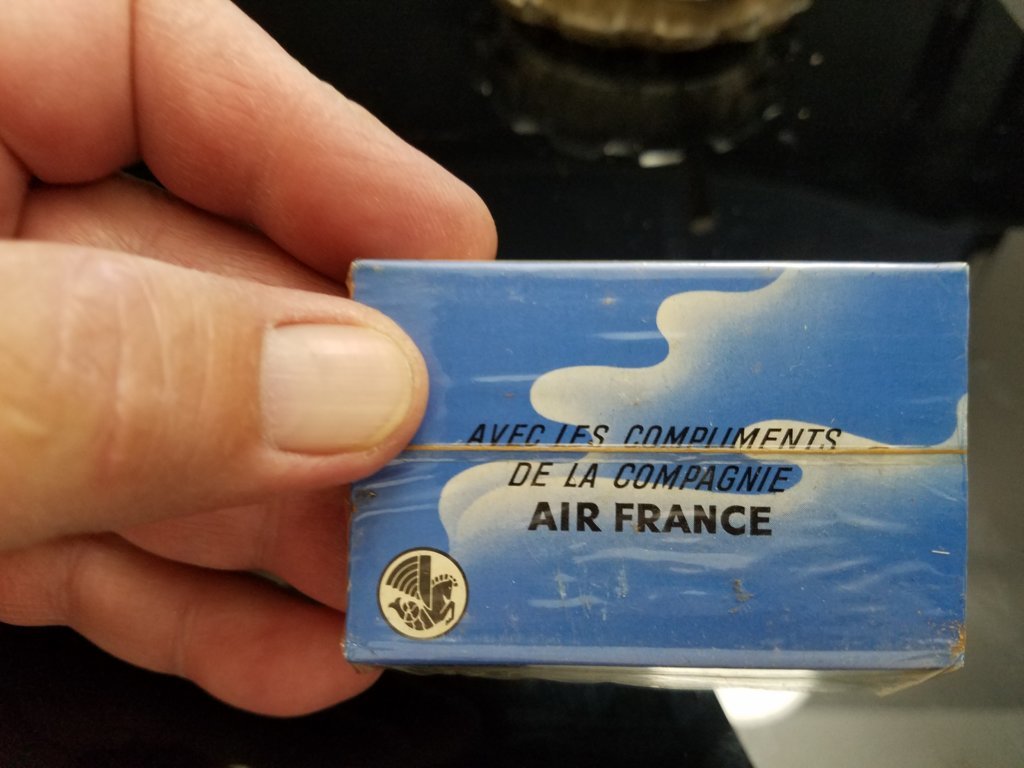 AVEC LES COMPLIMENTS
DE LA COMPAGNIE
AIR FRANCE